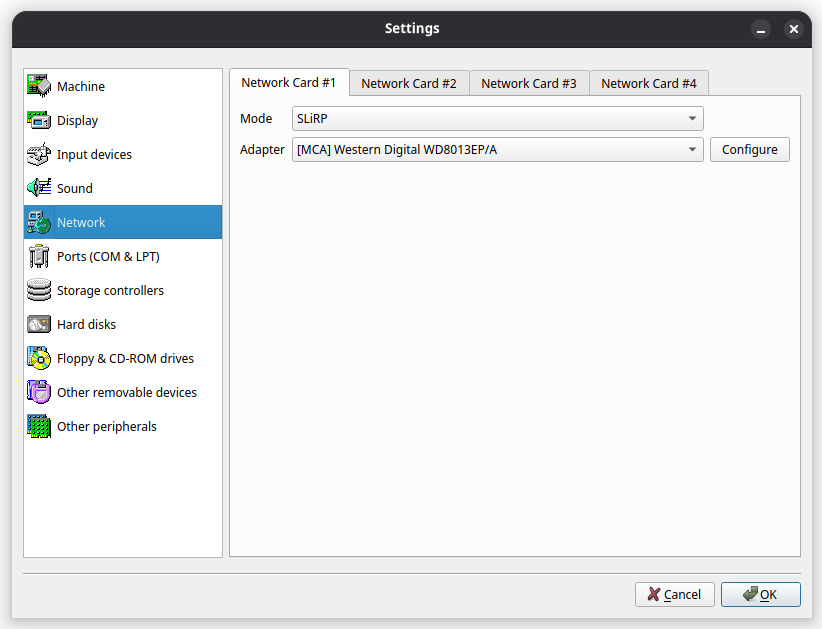 Settings
Machine
Display
Input devices
Sound
Network
Ports (COM & LPT)
Storage controllers
Hard disks
Floppy & CD-ROM drives
Other removable devices
Other peripherals
Network Card #1 Network Card #2 Network Card #3 Network Card #4
Mode SLiRP
Adapter [MCA] Western Digital WD8013EP/A Configure
Cancel OK